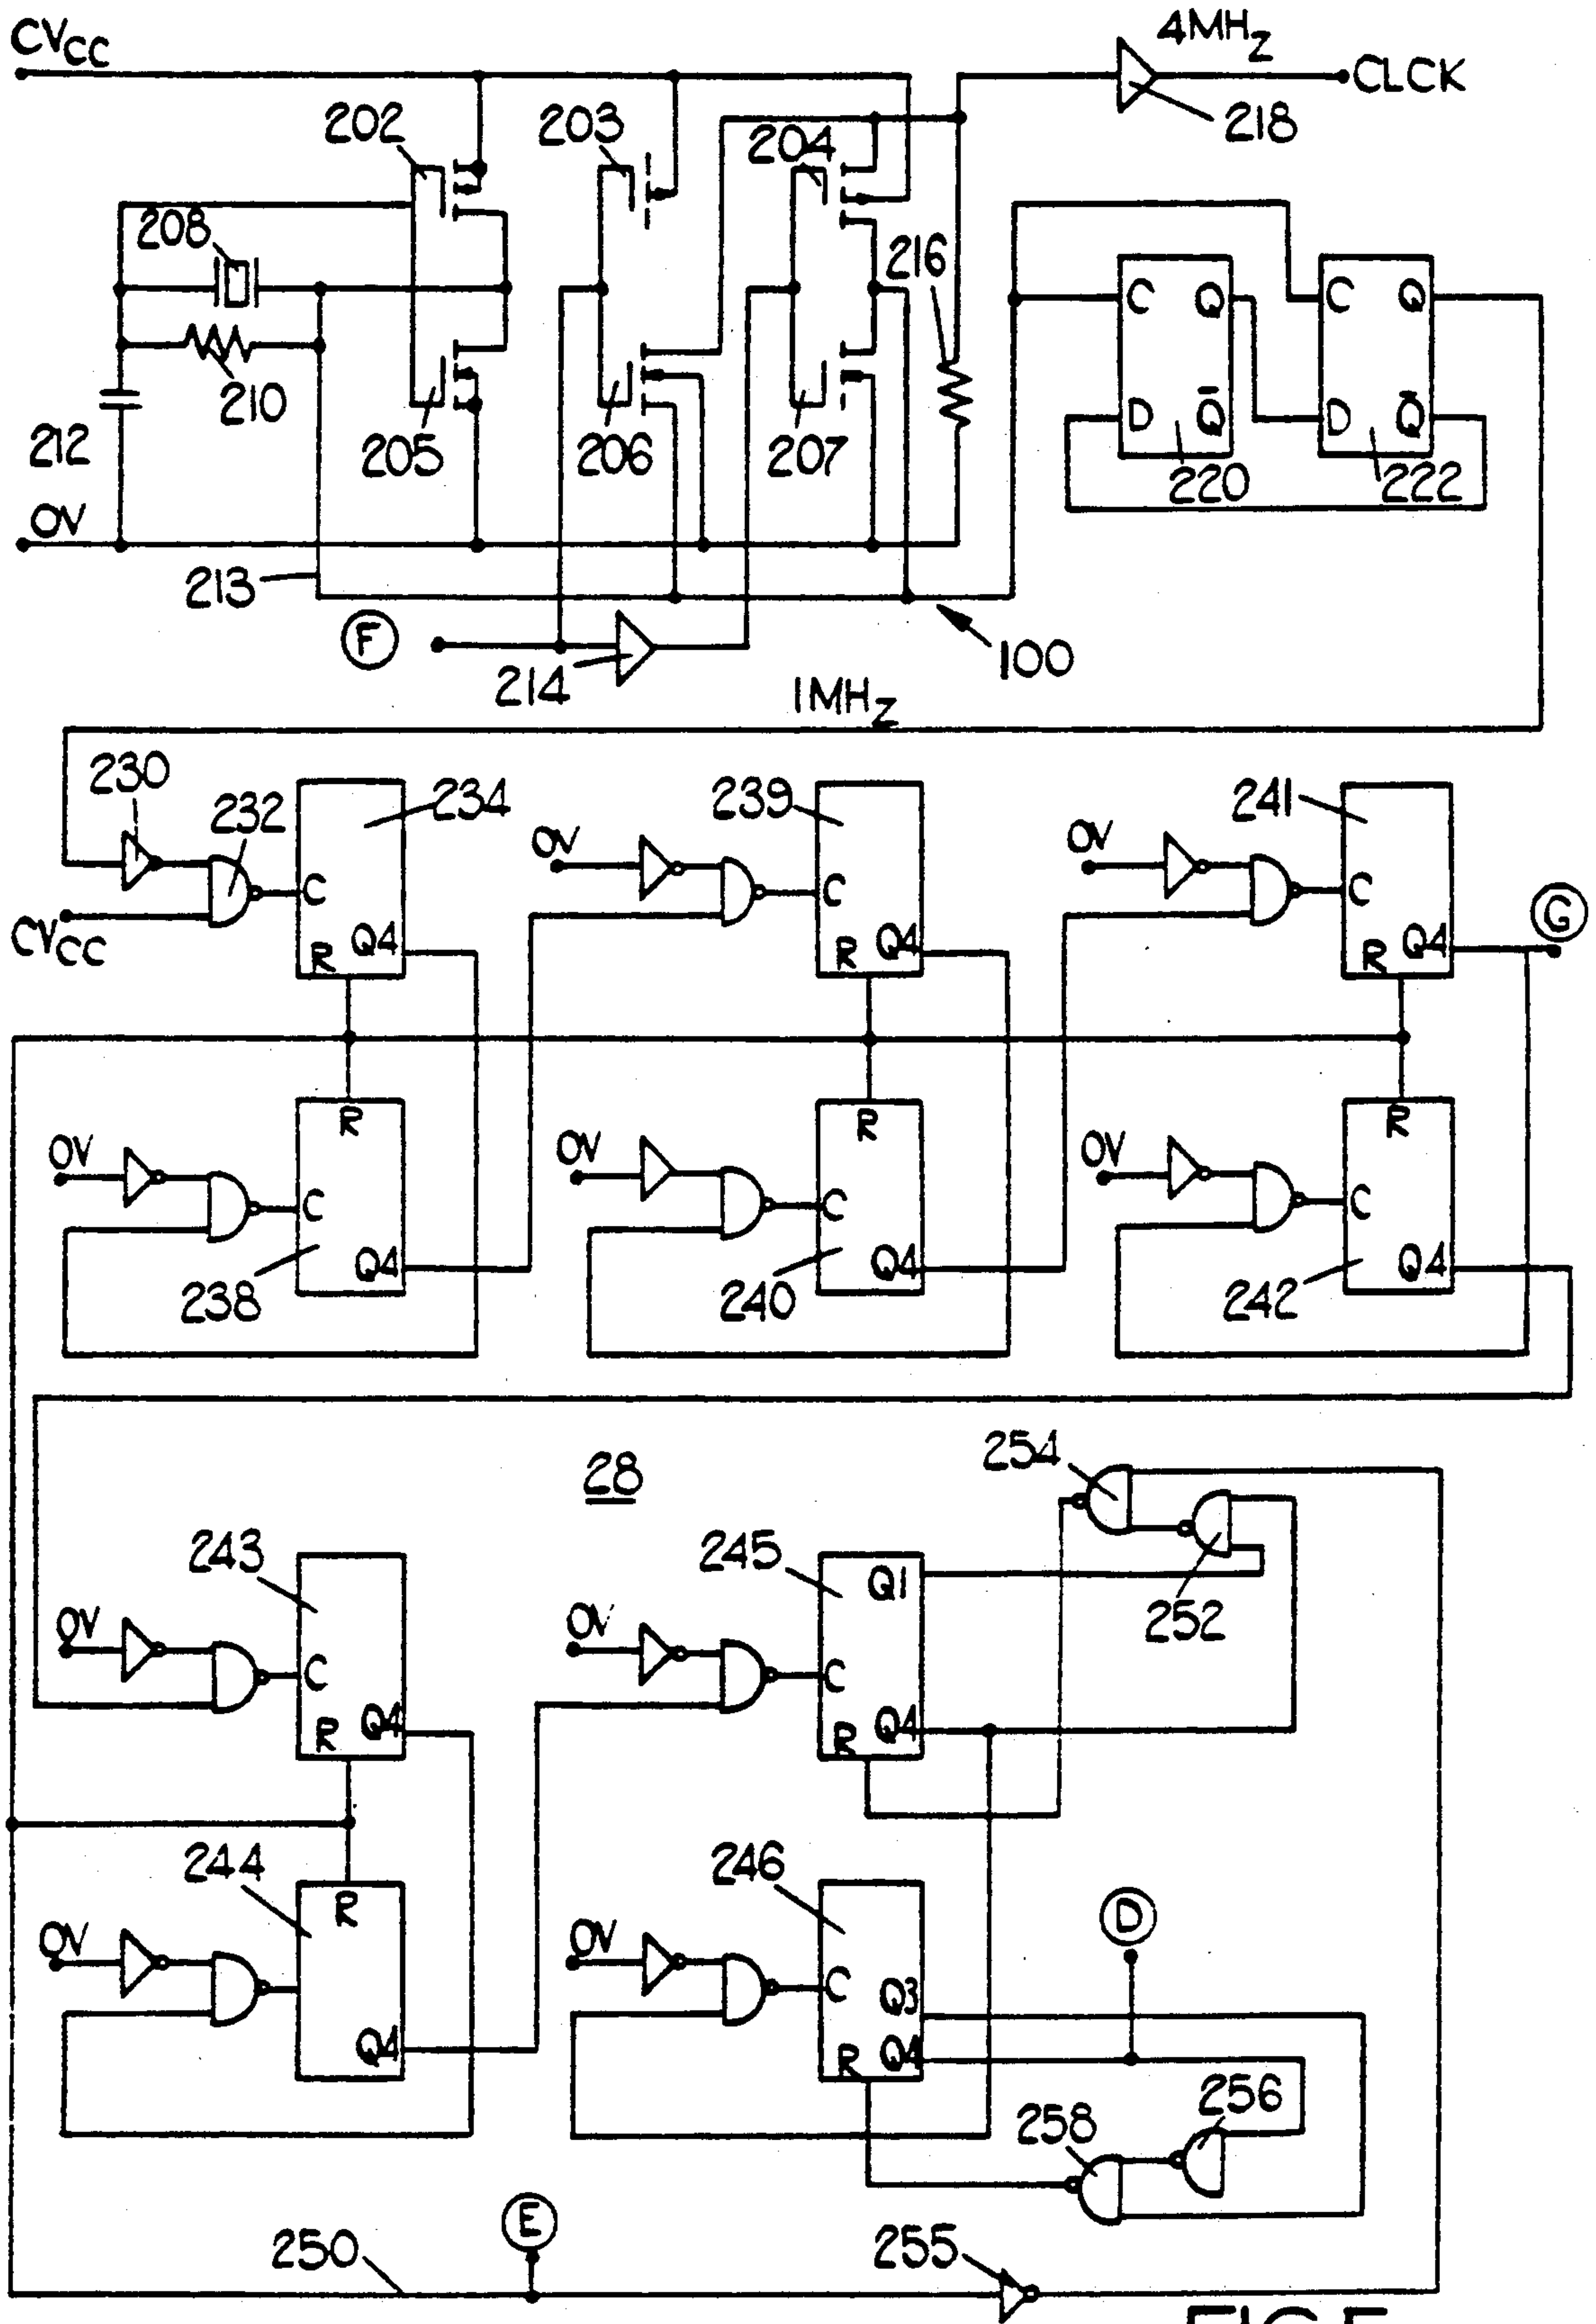 CVCC
4MHZ
CLCK
202
203
204
218
208
216
C Q
C Q
210
212
205
206
207
D Q̅
D Q̅
220
222
0V
213
F
214
100
1MHZ
230
232
234
239
241
0V
0V
C
C
C
G
CVCC
R Q4
R Q4
R Q4
R
R
R
0V
0V
0V
C
C
C
Q4
Q4
Q4
238
240
242
28
254
243
245
Q1
252
0V
0V
C
C
R Q4
R Q4
244
246
R
D
0V
0V
C
Q3
Q4
R Q4
258
256
E
250
255